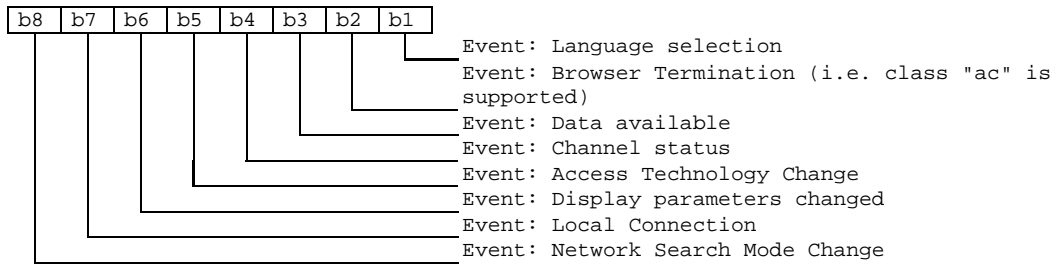 b8 b7 b6 b5 b4 b3 b2 b1
Event: Language selection
Event: Browser Termination (i.e. class "ac" is
supported)
Event: Data available
Event: Channel status
Event: Access Technology Change
Event: Display parameters changed
Event: Local Connection
Event: Network Search Mode Change